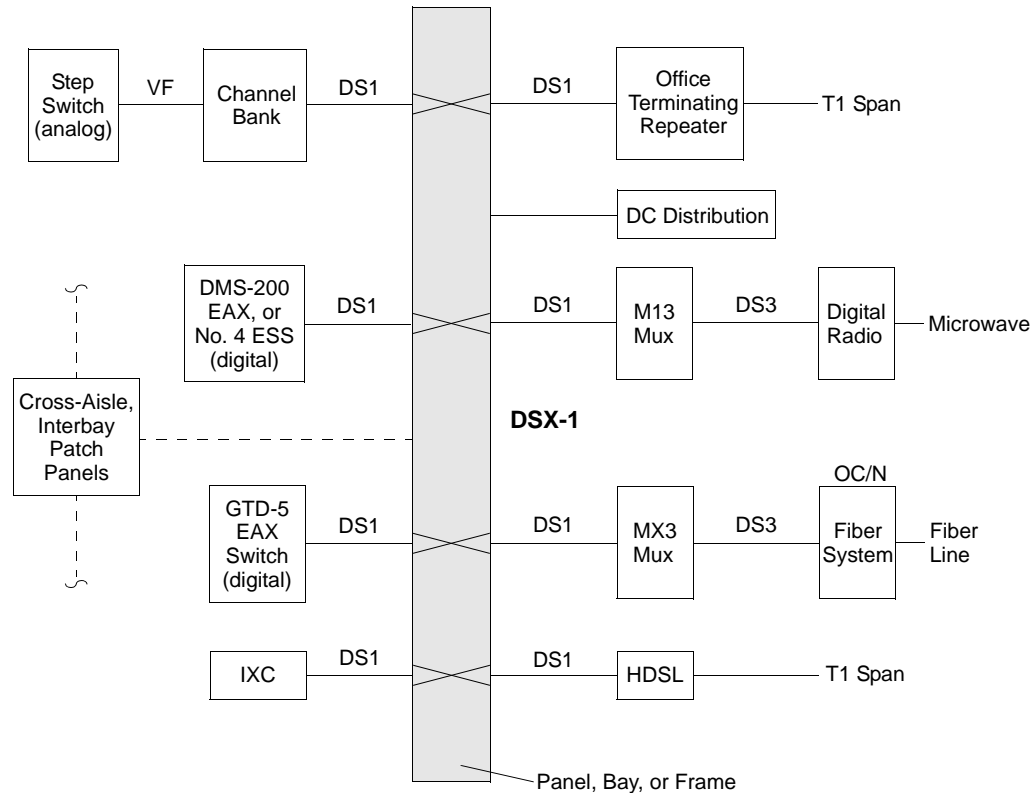 Step
Switch
(analog)
VF
Channel
Bank
DS1
DS1
Office
Terminating
Repeater
T1 Span
DC Distribution
DMS-200
EAX, or
No. 4 ESS
(digital)
DS1
DS1
M13
Mux
DS3
Digital
Radio
Microwave
Cross-Aisle,
Interbay
Patch
Panels
DSX-1
GTD-5
EAX
Switch
(digital)
DS1
DS1
MX3
Mux
DS3
OC/N
Fiber
System
Fiber
Line
IXC
DS1
DS1
HDSL
T1 Span
Panel, Bay, or Frame